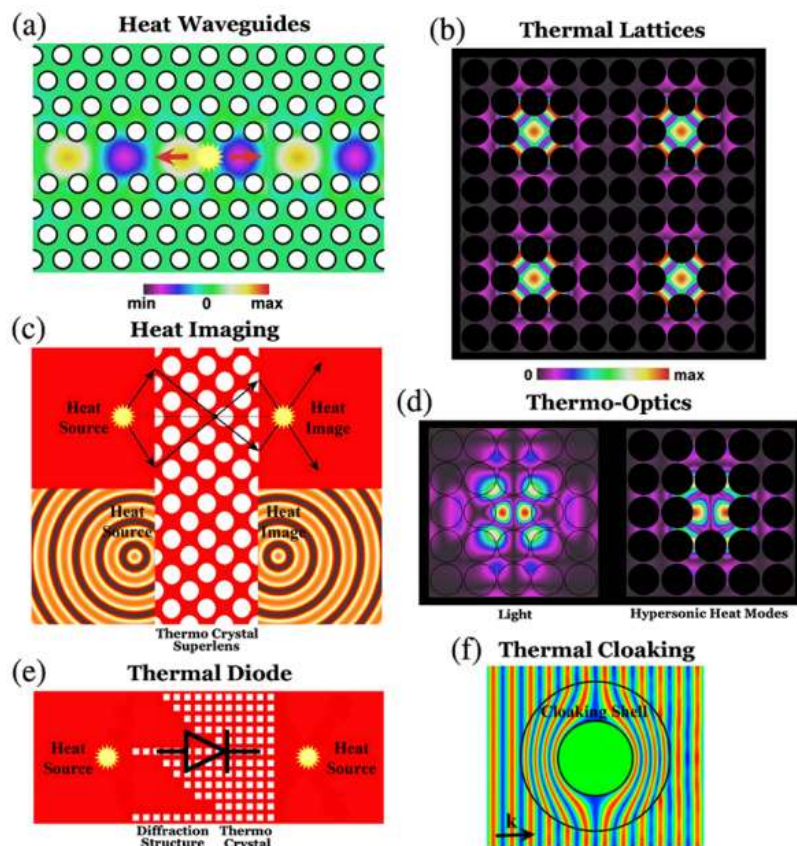 (a)
Heat Waveguides
min
0
max
(b)
Thermal Lattices
0
max
(c)
Heat Imaging
Heat
Source
Heat
Image
Heat
Source
Heat
Image
Thermo Crystal
Superlens
(d)
Thermo-Optics
Light
Hypersonic Heat Modes
(e)
Thermal Diode
Heat
Source
Heat
Source
Diffraction
Structure
Thermo
Crystal
(f)
Thermal Cloaking
Cloaking Shell
k